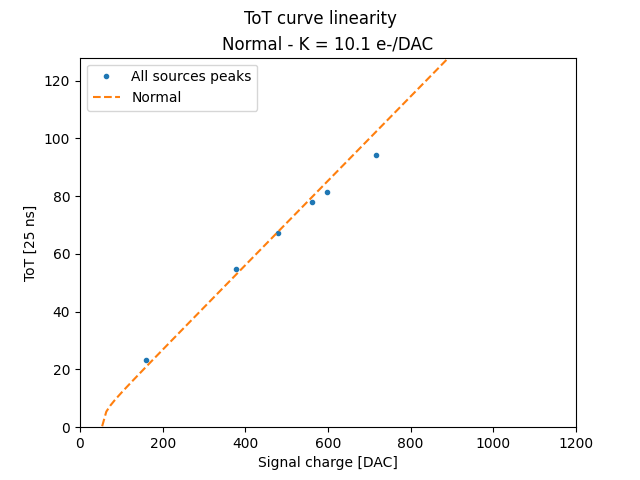 ToT curve linearity
Normal - K = 10.1 e-/DAC
All sources peaks
Normal
120
100
80
60
40
20
0
ToT [25 ns]
0 200 400 600 800 1000 1200
Signal charge [DAC]